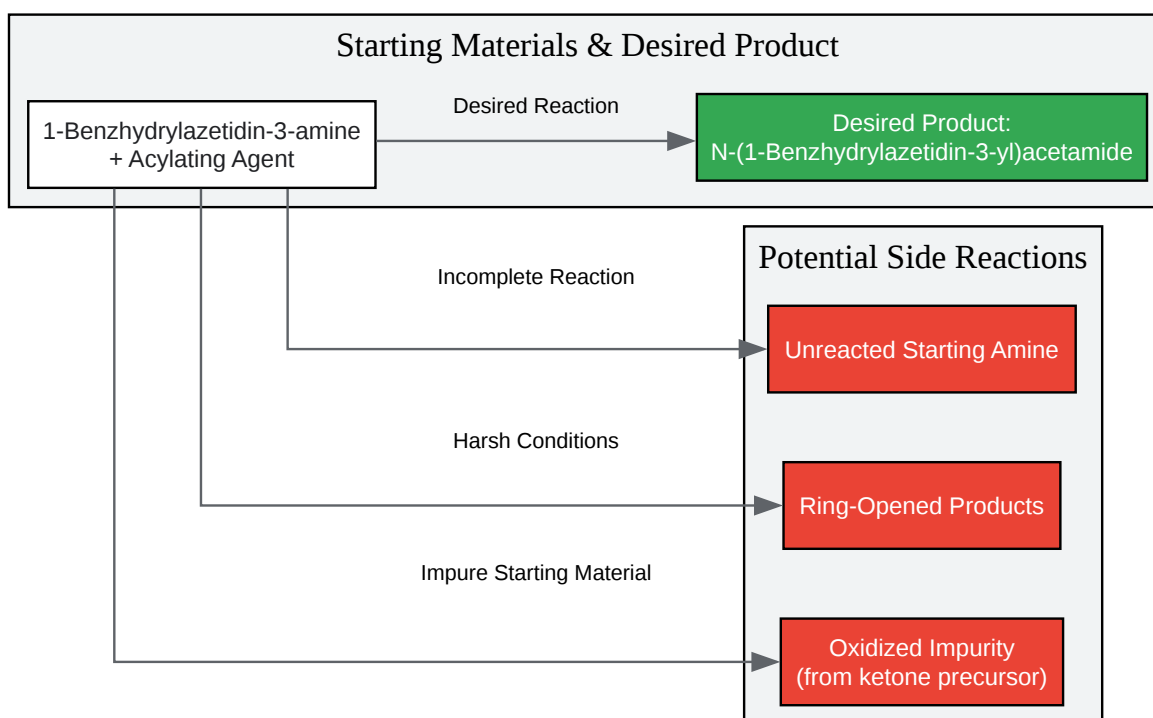 Starting Materials & Desired Product
1-Benzhydrylazetidin-3-amine
+ Acylating Agent
Desired Reaction
Desired Product:
N-(1-Benzhydrylazetidin-3-yl)acetamide
Potential Side Reactions
Incomplete Reaction
Unreacted Starting Amine
Harsh Conditions
Ring-Opened Products
Impure Starting Material
Oxidized Impurity
(from ketone precursor)